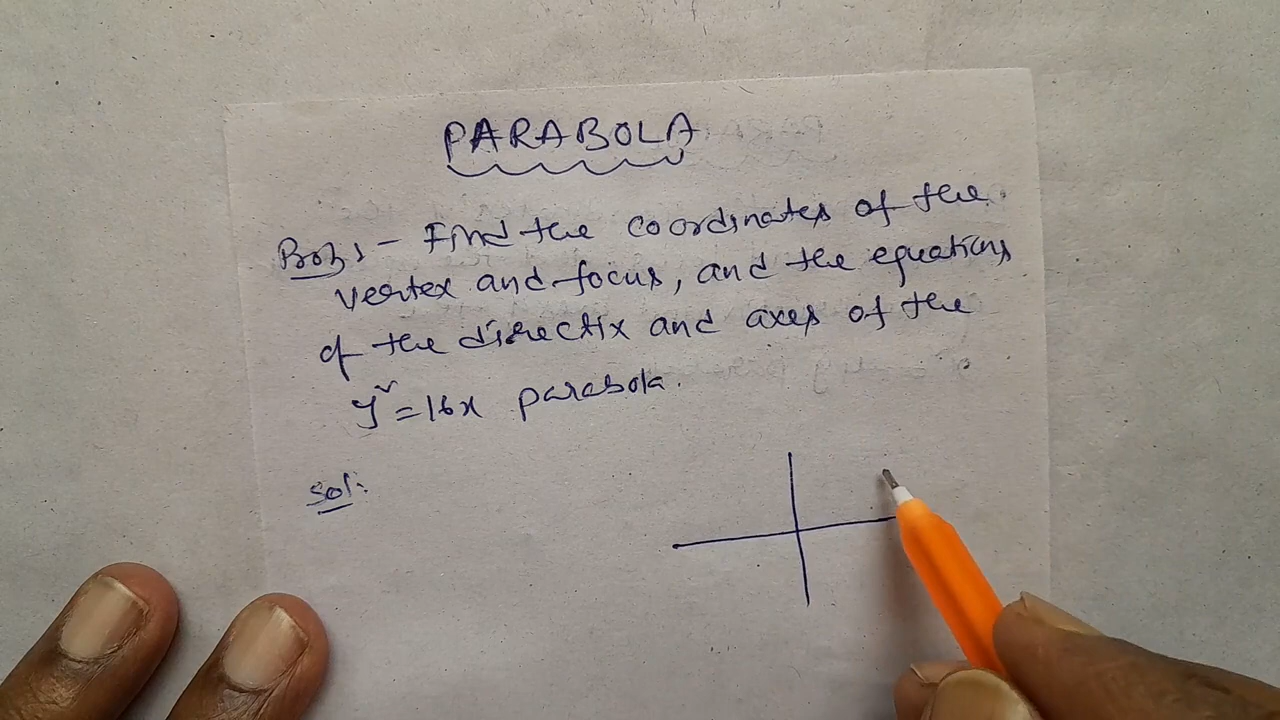 PARABOLA
Prob:- Find the coordinates of the
vertex and focus, and the equations
of the directix and axes of the
y² = 16x parabola.
Sol: